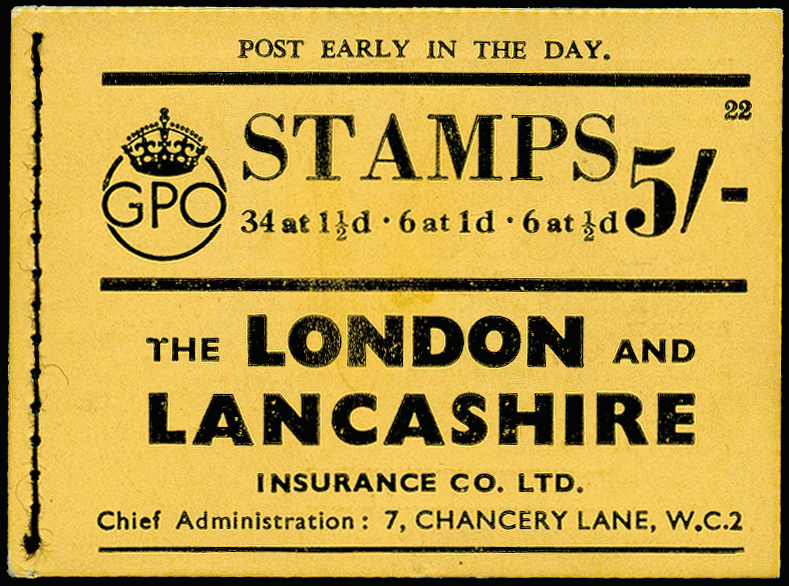 POST EARLY IN THE DAY.
22
STAMPS 5/-
GPO
34 at 1½d · 6 at 1d · 6 at ½d
THE LONDON AND
LANCASHIRE
INSURANCE CO. LTD.
Chief Administration: 7, CHANCERY LANE, W.C.2